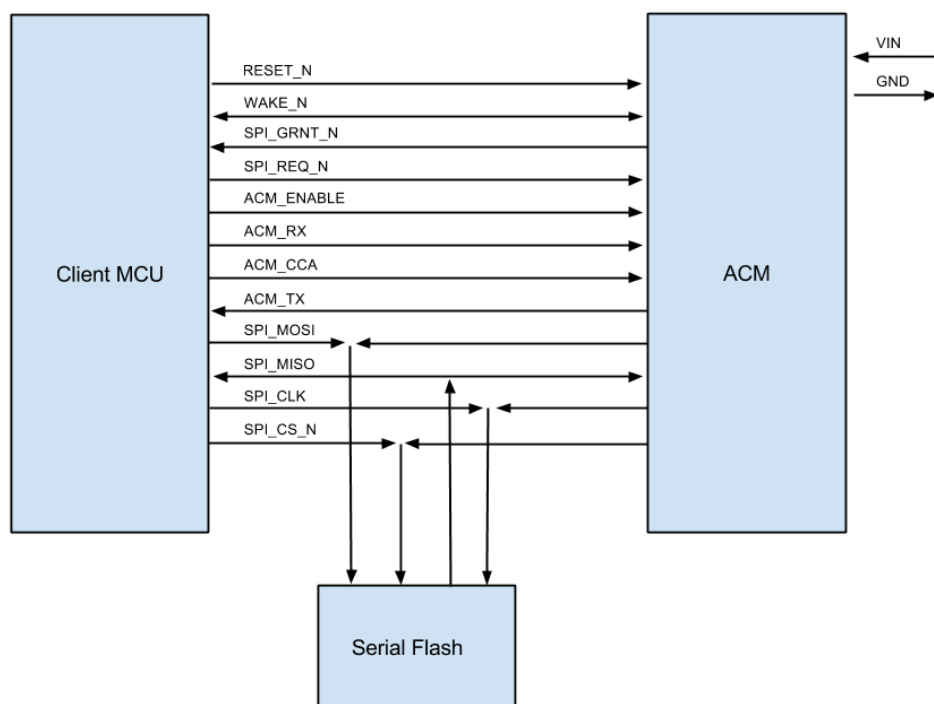 VIN
RESET_N
GND
WAKE_N
SPI_GRNT_N
SPI_REQ_N
ACM_ENABLE
ACM_RX
Client MCU
ACM_CCA
ACM
ACM_TX
SPI_MOSI
SPI_MISO
SPI_CLK
SPI_CS_N
Serial Flash